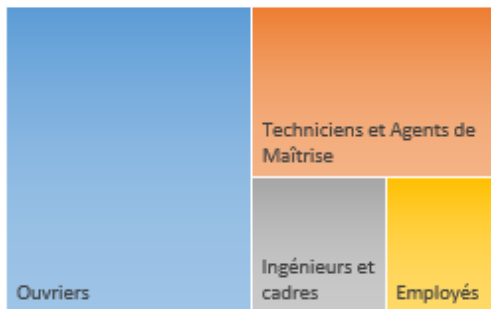 Techniciens et Agents de
Maîtrise
Ouvriers
Ingénieurs et
cadres
Employés